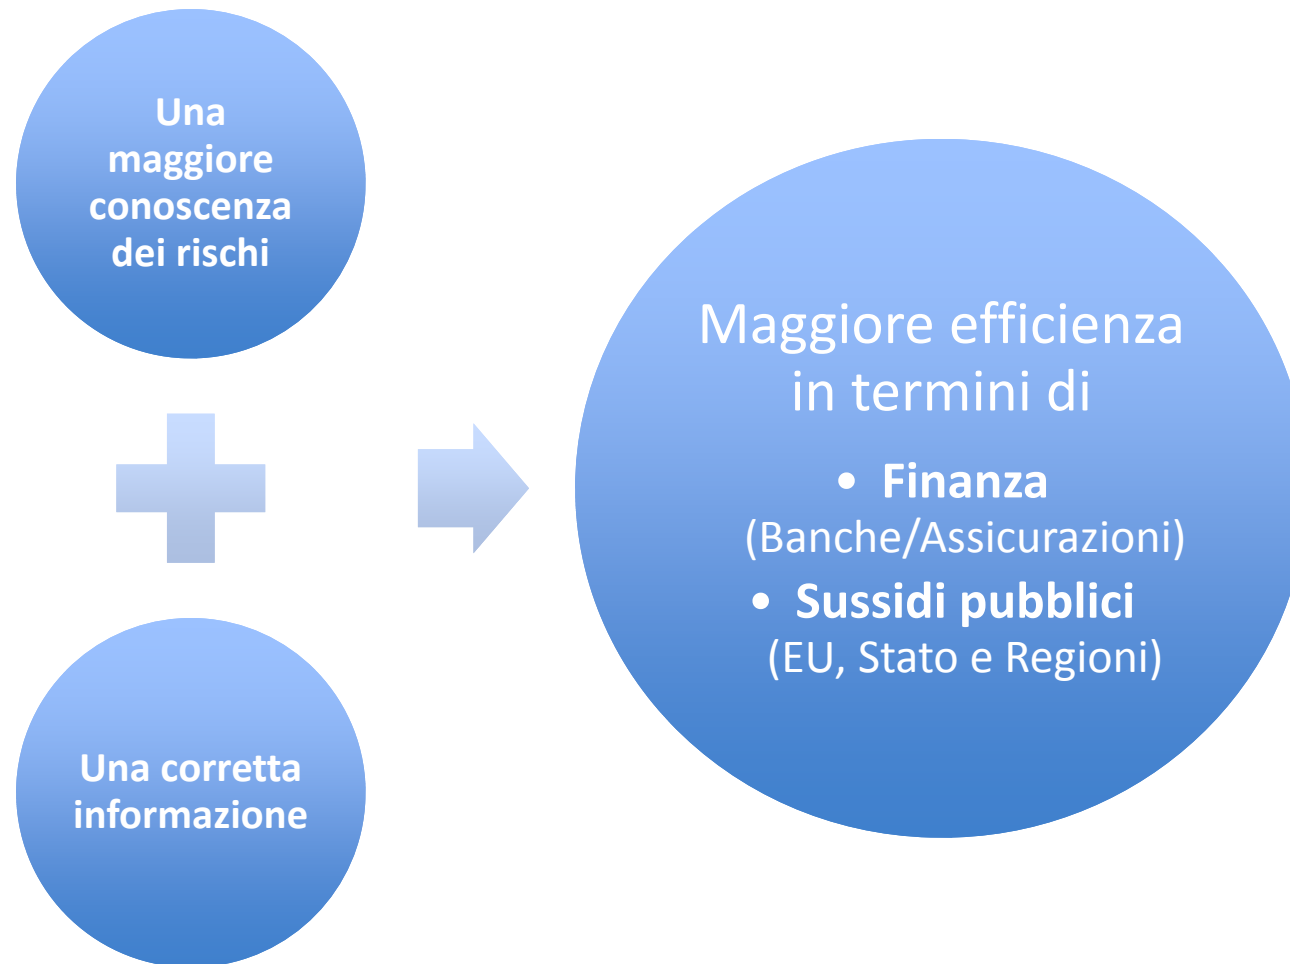 Una
maggiore
conoscenza
dei rischi
Una corretta
informazione
Maggiore efficienza
in termini di
• Finanza
(Banche/Assicurazioni)
• Sussidi pubblici
(EU, Stato e Regioni)